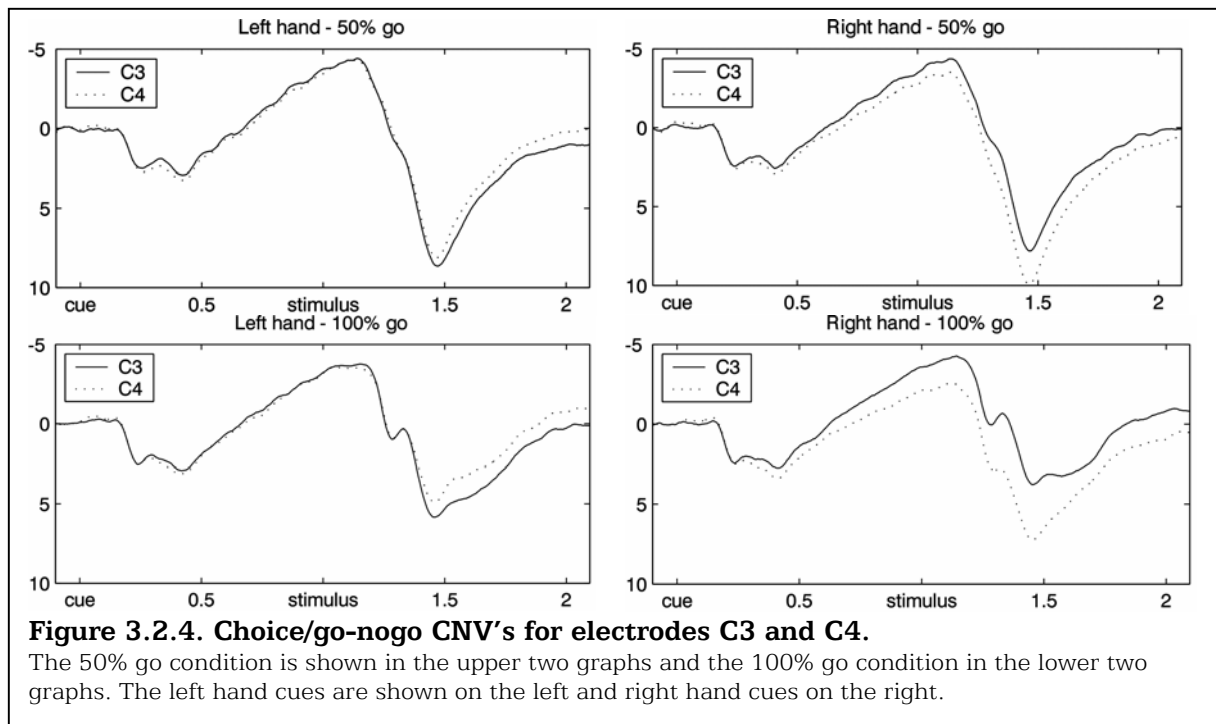 Left hand - 50% go
-5
0
5
10
C3
C4
cue 0.5 stimulus 1.5 2
Right hand - 50% go
-5
0
5
10
C3
C4
cue 0.5 stimulus 1.5 2
Left hand - 100% go
-5
0
5
10
C3
C4
cue 0.5 stimulus 1.5 2
Right hand - 100% go
-5
0
5
10
C3
C4
cue 0.5 stimulus 1.5 2
Figure 3.2.4. Choice/go-nogo CNV's for electrodes C3 and C4.
The 50% go condition is shown in the upper two graphs and the 100% go condition in the lower two
graphs. The left hand cues are shown on the left and right hand cues on the right.